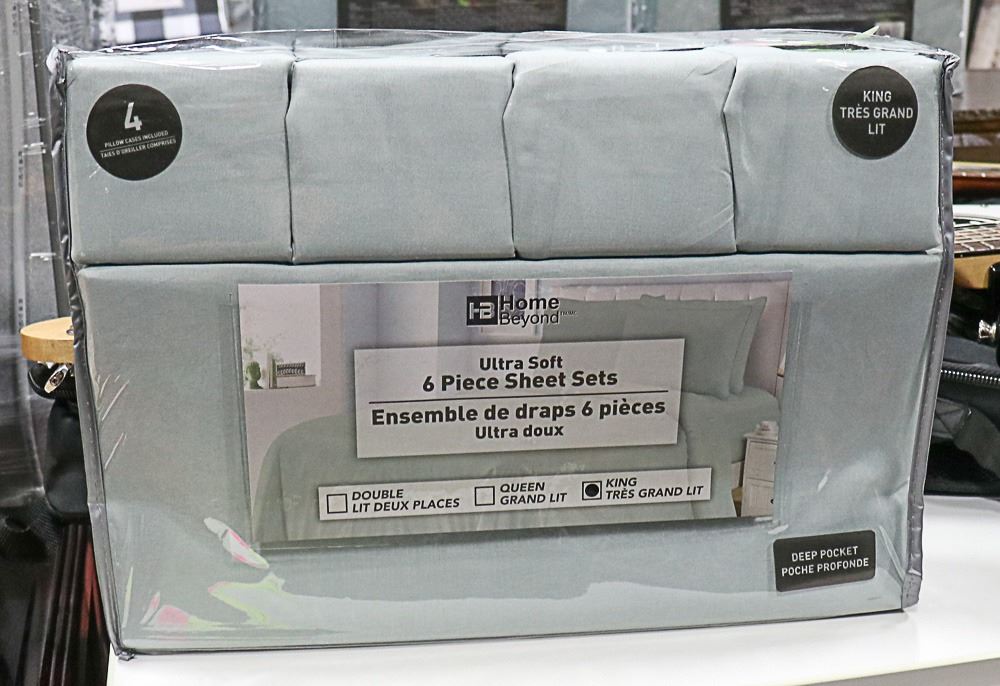 4
PILLOW CASES INCLUDED
TAIES D'OREILLER COMPRISES
KING
TRÈS GRAND
LIT
HB Home
Beyond TM/MC
Ultra Soft
6 Piece Sheet Sets
Ensemble de draps 6 pièces
Ultra doux
DOUBLE
LIT DEUX PLACES
QUEEN
GRAND LIT
KING
TRÈS GRAND LIT
DEEP POCKET
POCHE PROFONDE